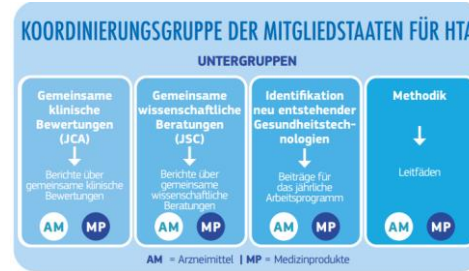 KOORDINIERUNGSGRUPPE DER MITGLIEDSTAATEN FÜR HTA
UNTERGRUPPEN
Gemeinsame
klinische
Bewertungen
(JCA)
Berichte über
gemeinsame klinische
Bewertungen
AM MP
Gemeinsame
wissenschaftliche
Beratungen
(JSC)
Berichte über
gemeinsame
wissenschaftliche
Beratungen
AM MP
Identifikation
neu entstehender
Gesundheitstech-
nologien
Beiträge für
das jährliche
Arbeitsprogramm
AM MP
Methodik
Leitfäden
AM MP
AM = Arzneimittel | MP = Medizinprodukte